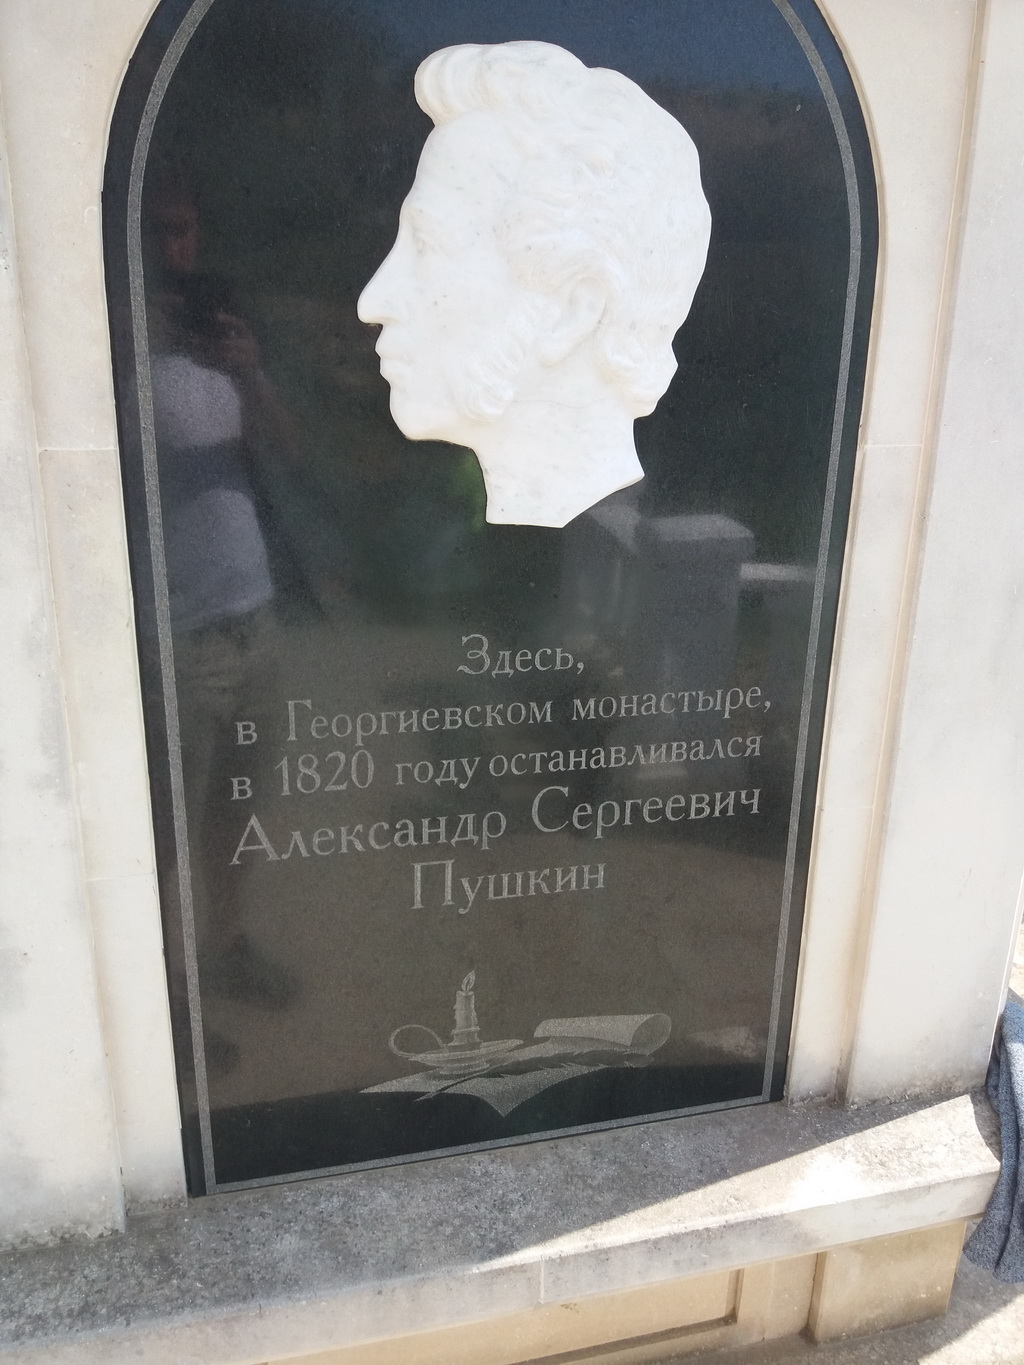 Здесь,
в Георгиевском монастыре,
в 1820 году останавливался
Александр Сергеевич
Пушкин